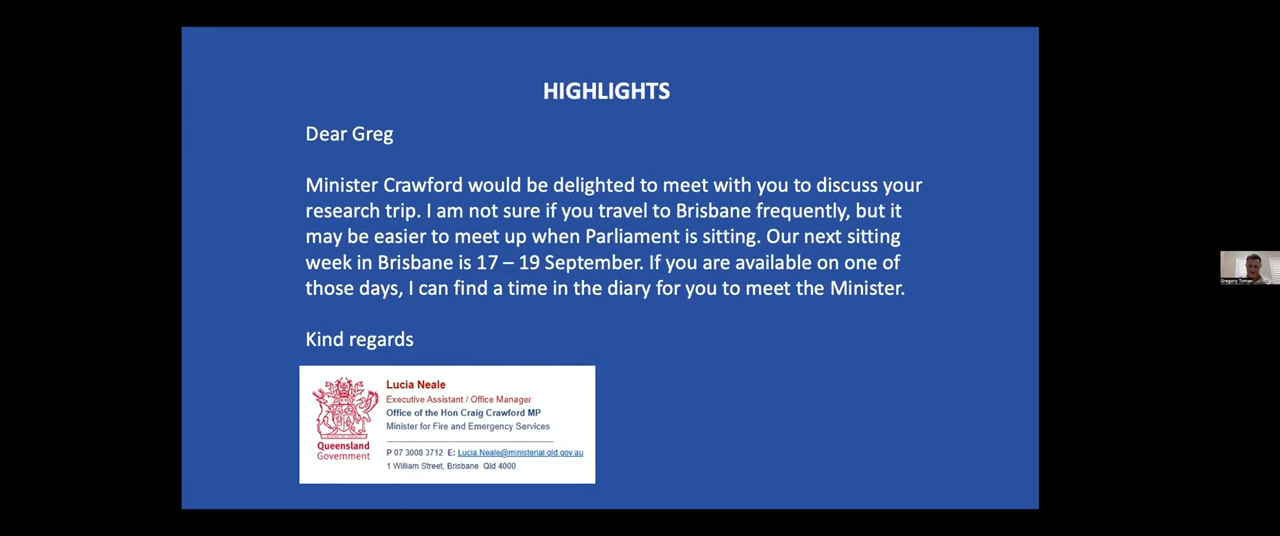 HIGHLIGHTS
Dear Greg
Minister Crawford would be delighted to meet with you to discuss your
research trip. I am not sure if you travel to Brisbane frequently, but it
may be easier to meet up when Parliament is sitting. Our next sitting
week in Brisbane is 17 – 19 September. If you are available on one of
those days, I can find a time in the diary for you to meet the Minister.
Kind regards
Lucia Neale
Executive Assistant / Office Manager
Office of the Hon Craig Crawford MP
Minister for Fire and Emergency Services
Queensland
Government
P 07 3008 3712 E: Lucia.Neale@ministerial.qld.gov.au
1 William Street, Brisbane Qld 4000
Gregory Toman